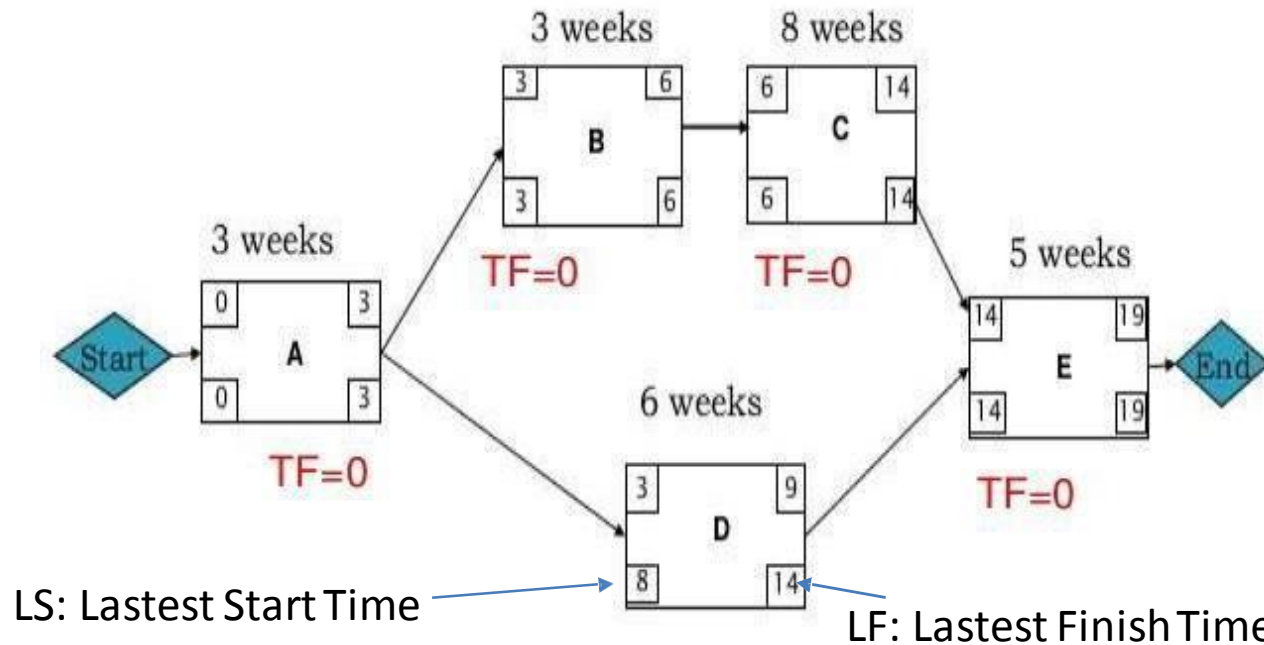 3 weeks
8 weeks
3
6
B
3
6
6
14
C
6
14
TF=0
TF=0
3 weeks
5 weeks
Start
0
3
A
0
3
TF=0
14
19
E
14
19
End
TF=0
6 weeks
3
9
D
8
14
LS: Lastest Start Time
LF: Lastest Finish Time